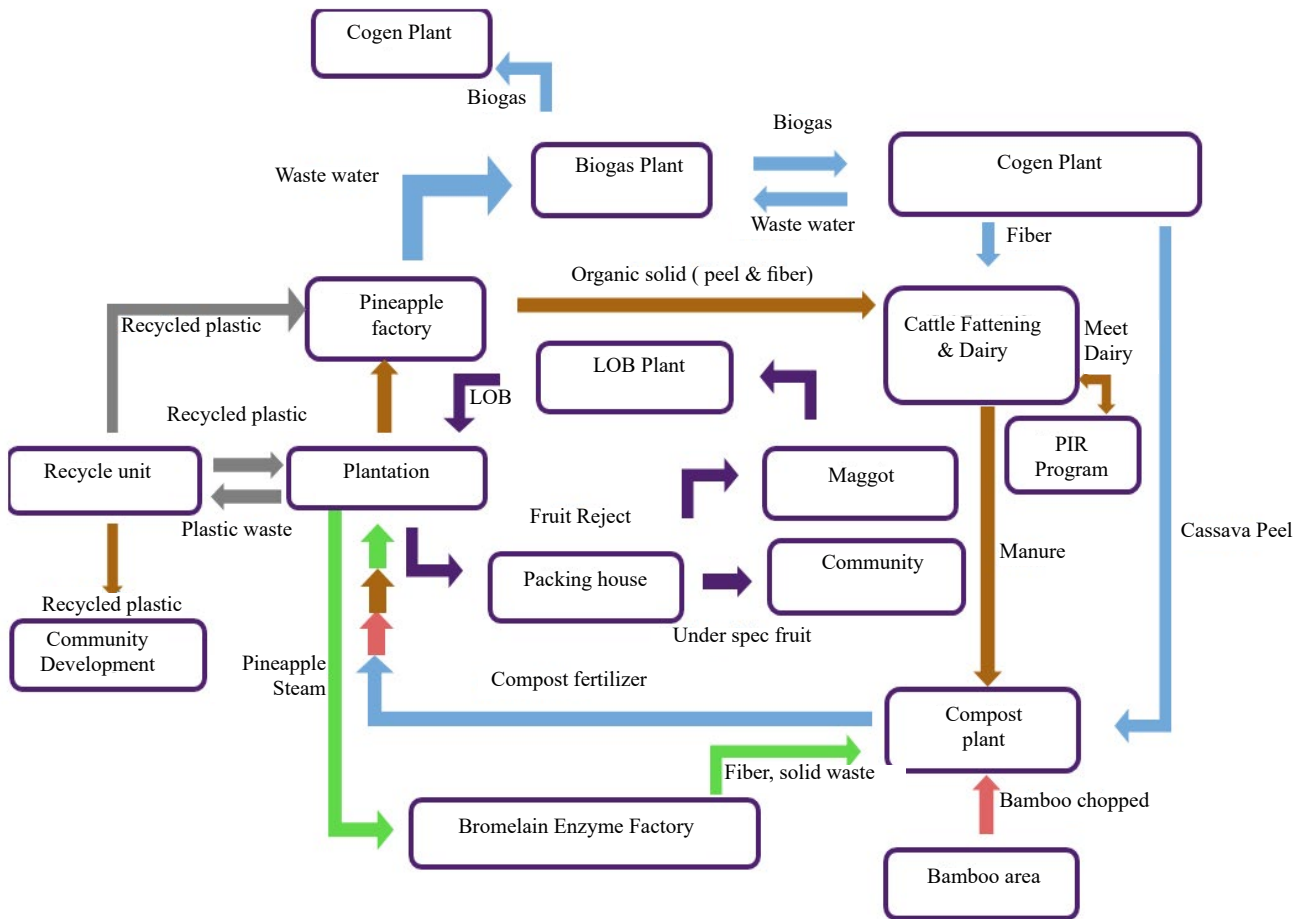 Cogen Plant
Biogas
Biogas
Waste water
Biogas Plant
Cogen Plant
Waste water
Fiber
Organic solid ( peel & fiber)
Pineapple
factory
Recycled plastic
Cattle Fattening
& Dairy
Meet
Dairy
LOB Plant
LOB
Recycled plastic
Recycle unit
Plantation
Maggot
PIR
Program
Plastic waste
Fruit Reject
Cassava Peel
Manure
Packing house
Community
Recycled plastic
Community
Development
Under spec fruit
Pineapple
Steam
Compost fertilizer
Compost
plant
Fiber, solid waste
Bamboo chopped
Bromelain Enzyme Factory
Bamboo area